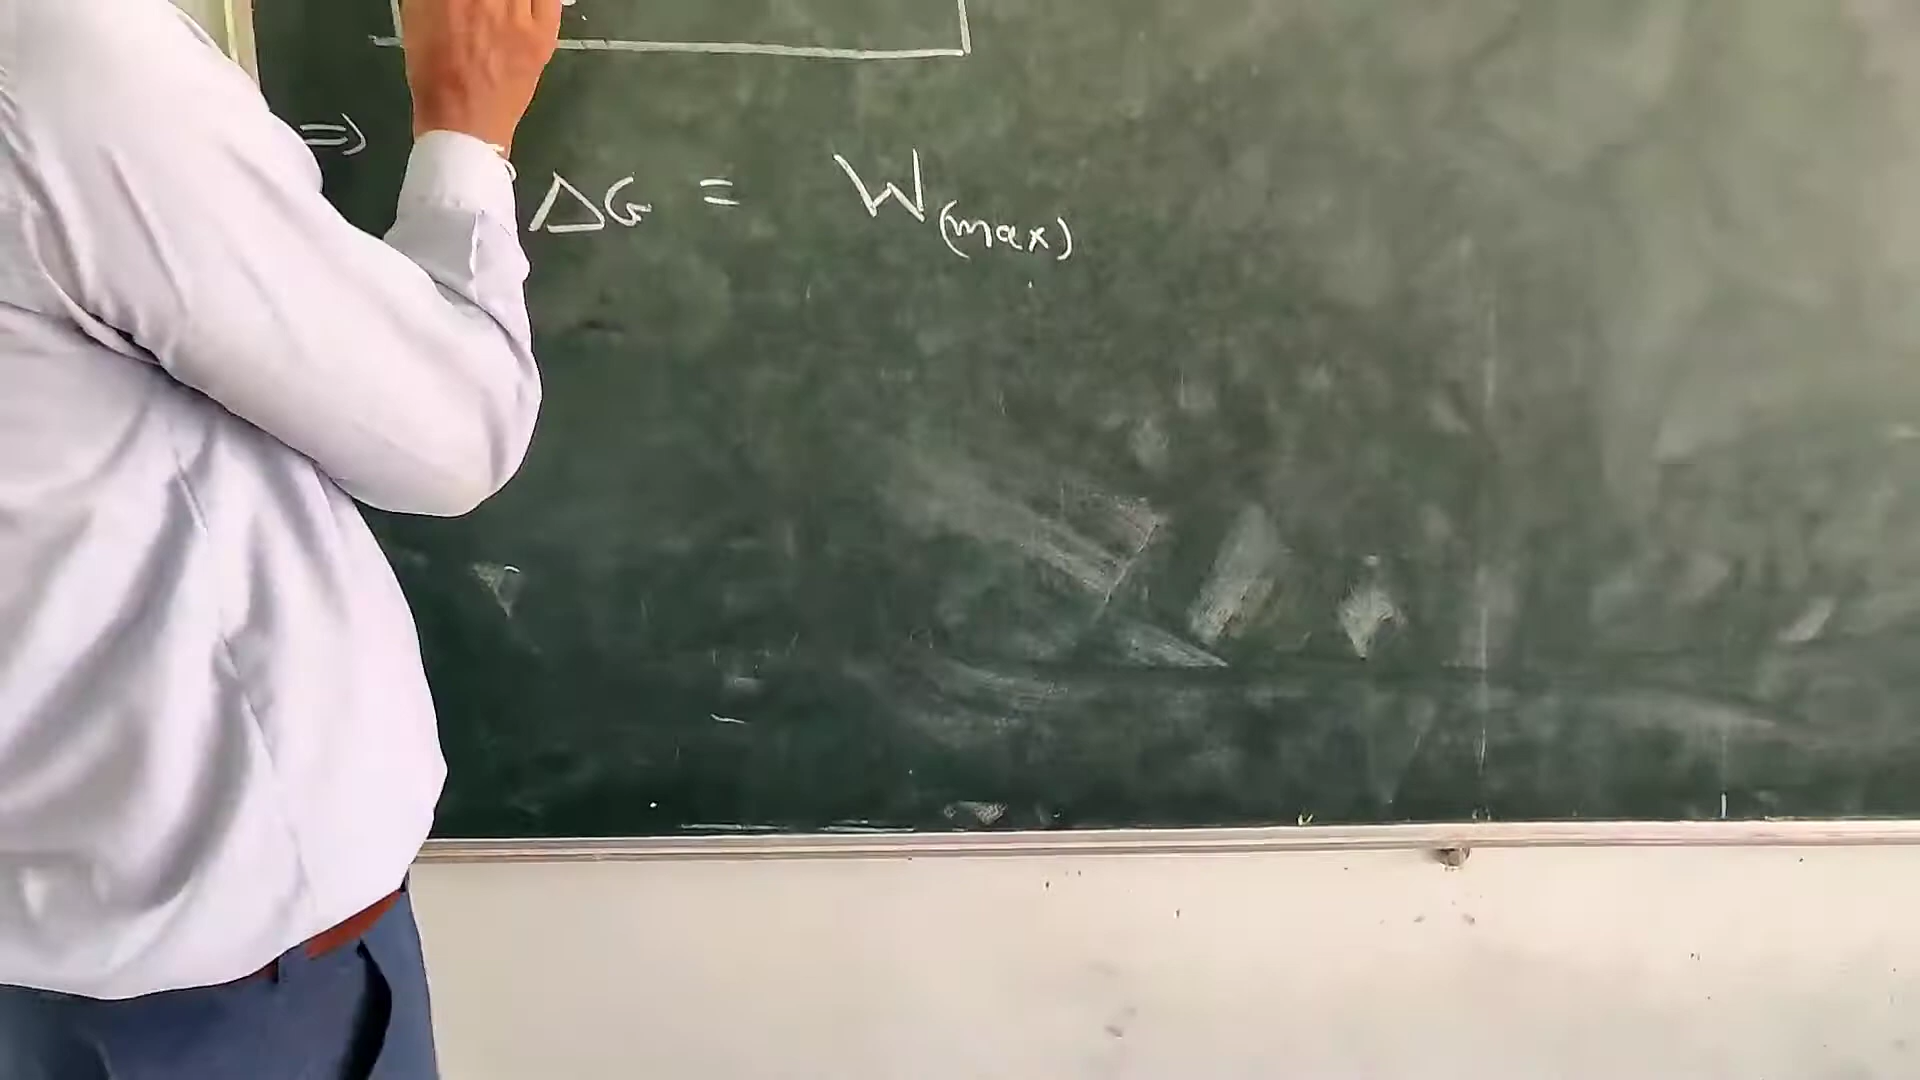 ⇒
ΔG = W(max)